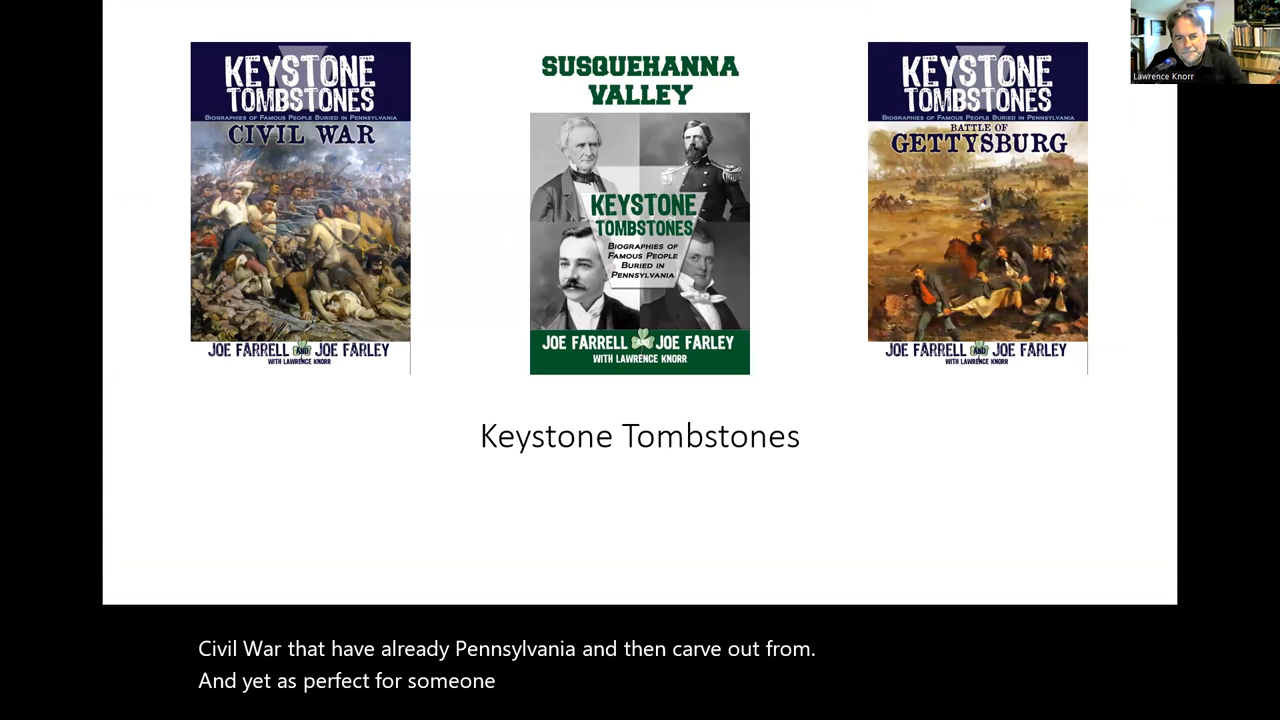 KEYSTONE
TOMBSTONES
BIOGRAPHIES OF FAMOUS PEOPLE BURIED IN PENNSYLVANIA
CIVIL WAR
JOE FARRELL AND JOE FARLEY
WITH LAWRENCE KNORR
SUSQUEHANNA
VALLEY
KEYSTONE
TOMBSTONES
BIOGRAPHIES OF
FAMOUS PEOPLE
BURIED IN
PENNSYLVANIA
JOE FARRELL AND JOE FARLEY
WITH LAWRENCE KNORR
KEYSTONE
TOMBSTONES
BIOGRAPHIES OF FAMOUS PEOPLE BURIED IN PENNSYLVANIA
BATTLE OF
GETTYSBURG
JOE FARRELL AND JOE FARLEY
WITH LAWRENCE KNORR
Lawrence Knorr
Keystone Tombstones
Civil War that have already Pennsylvania and then carve out from.
And yet as perfect for someone